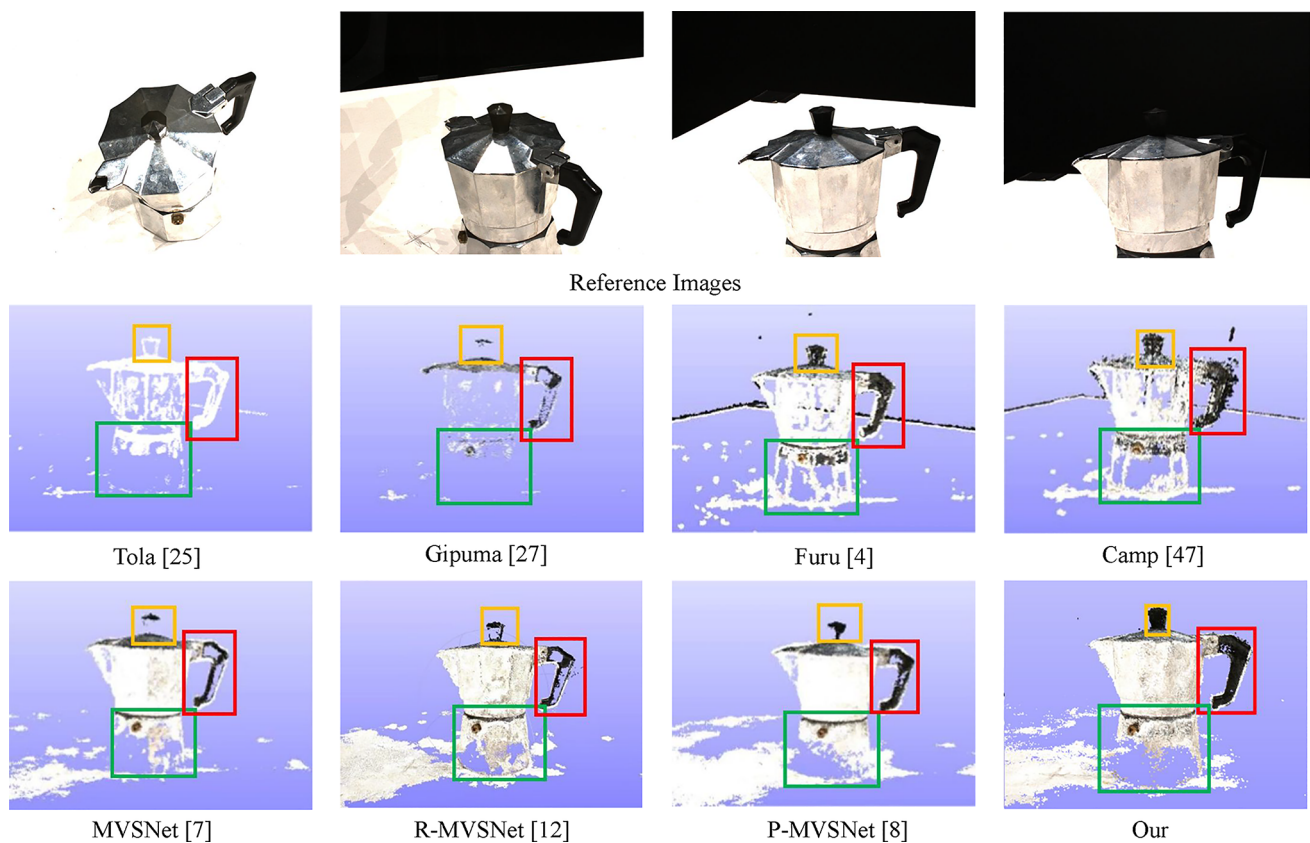 Reference Images
Tola [25]
Gipuma [27]
Furu [4]
Camp [47]
MVSNet [7]
R-MVSNet [12]
P-MVSNet [8]
Our